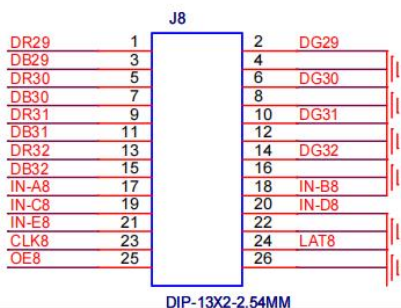 J8
DR29 1 2 DG29
DB29 3 4
DR30 5 6 DG30
DB30 7 8
DR31 9 10 DG31
DB31 11 12
DR32 13 14 DG32
DB32 15 16
IN-A8 17 18 IN-B8
IN-C8 19 20 IN-D8
IN-E8 21 22
CLK8 23 24 LAT8
OE8 25 26
DIP-13X2-2.54MM